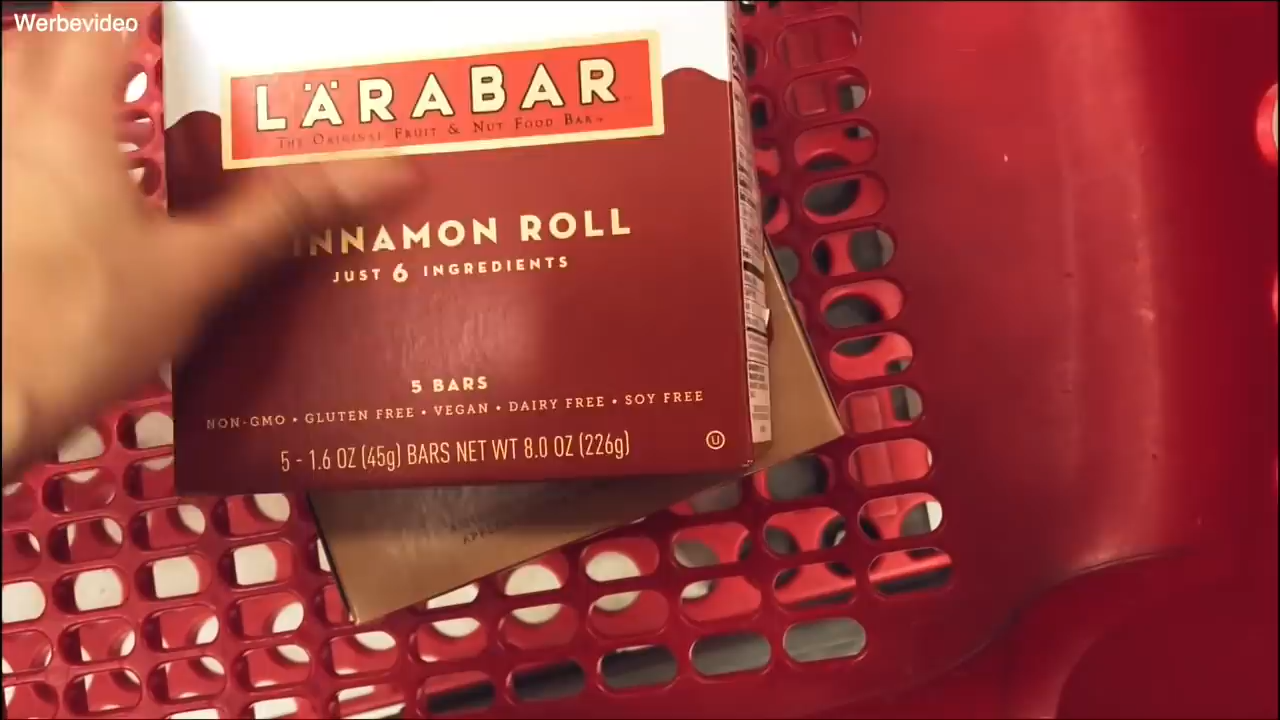 Werbevideo
LÄRABAR
The Original Fruit & Nut Food Bar™
INNAMON ROLL
JUST 6 INGREDIENTS
5 BARS
NON-GMO • GLUTEN FREE • VEGAN • DAIRY FREE • SOY FREE
5 - 1.6 OZ (45g) BARS NET WT 8.0 OZ (226g)
U